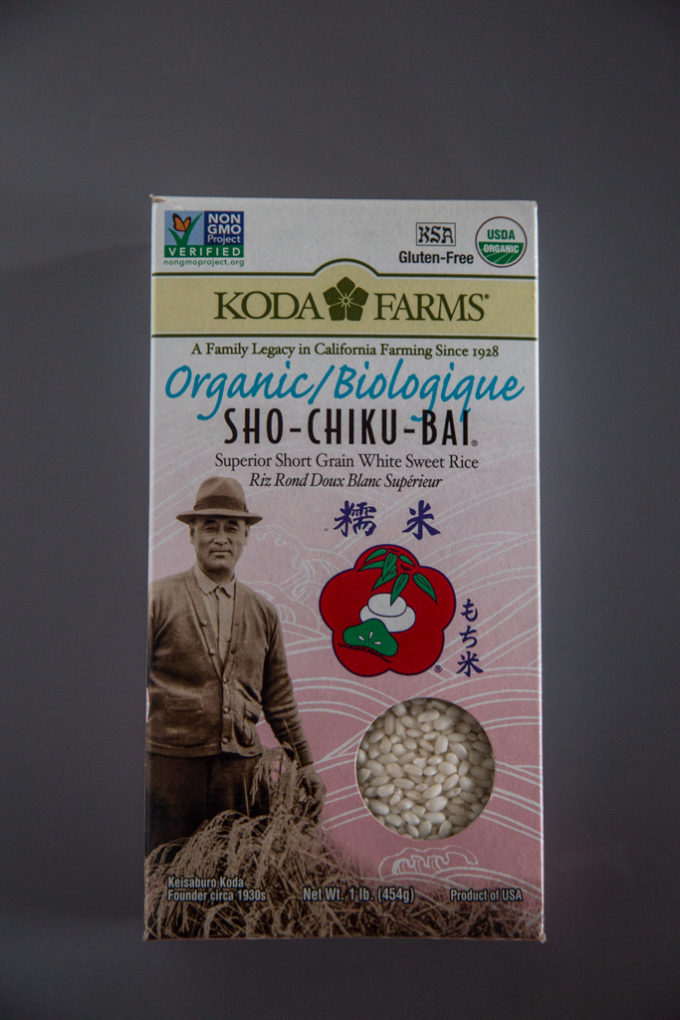 NON
GMO
Project
VERIFIED
nongmoproject.org
KSA
Gluten-Free
USDA
ORGANIC
KODA FARMS®
A Family Legacy in California Farming Since 1928
Organic/Biologique
SHO-CHIKU-BAI®
Superior Short Grain White Sweet Rice
Riz Rond Doux Blanc Supérieur
糯米
もち米
®
Keisaburo Koda
Founder circa 1930s
Net Wt. 1 lb. (454g)
Product of USA